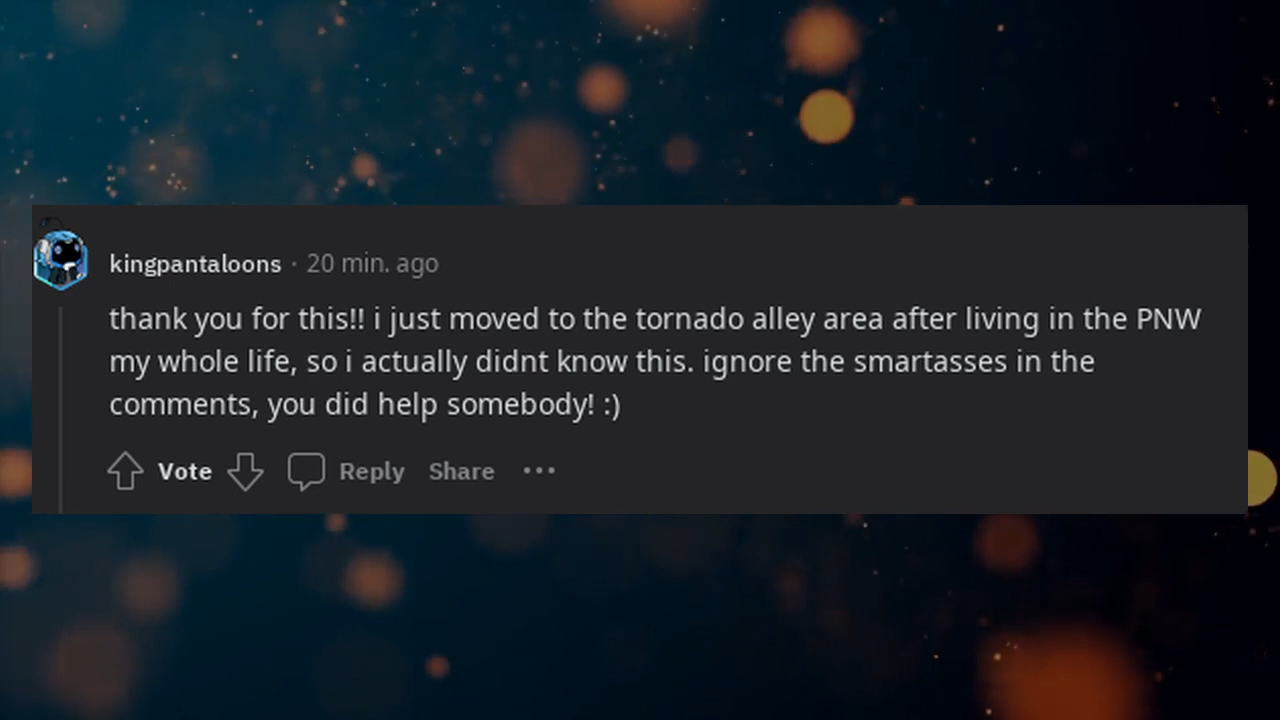 kingpantaloons · 20 min. ago
thank you for this!! i just moved to the tornado alley area after living in the PNW
my whole life, so i actually didnt know this. ignore the smartasses in the
comments, you did help somebody! :)
Vote Reply Share